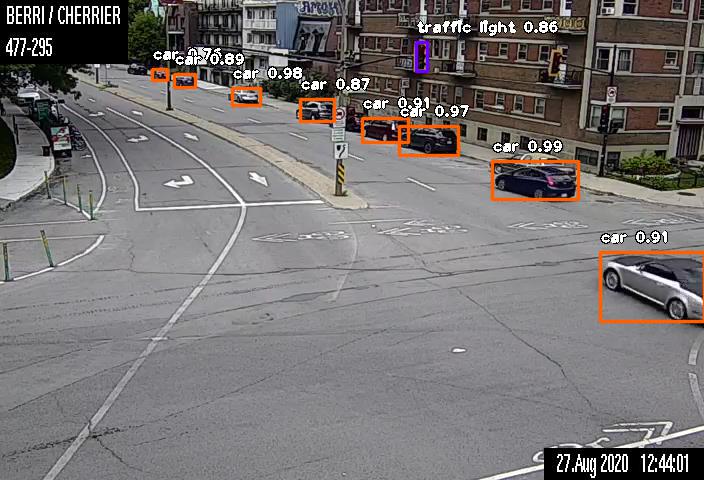 BERRI / CHERRIER
477-295
traffic light 0.86
car 0.89
car 0.98
car 0.87
car 0.91
car 0.97
car 0.99
car 0.91
27.Aug 2020 12:44:01